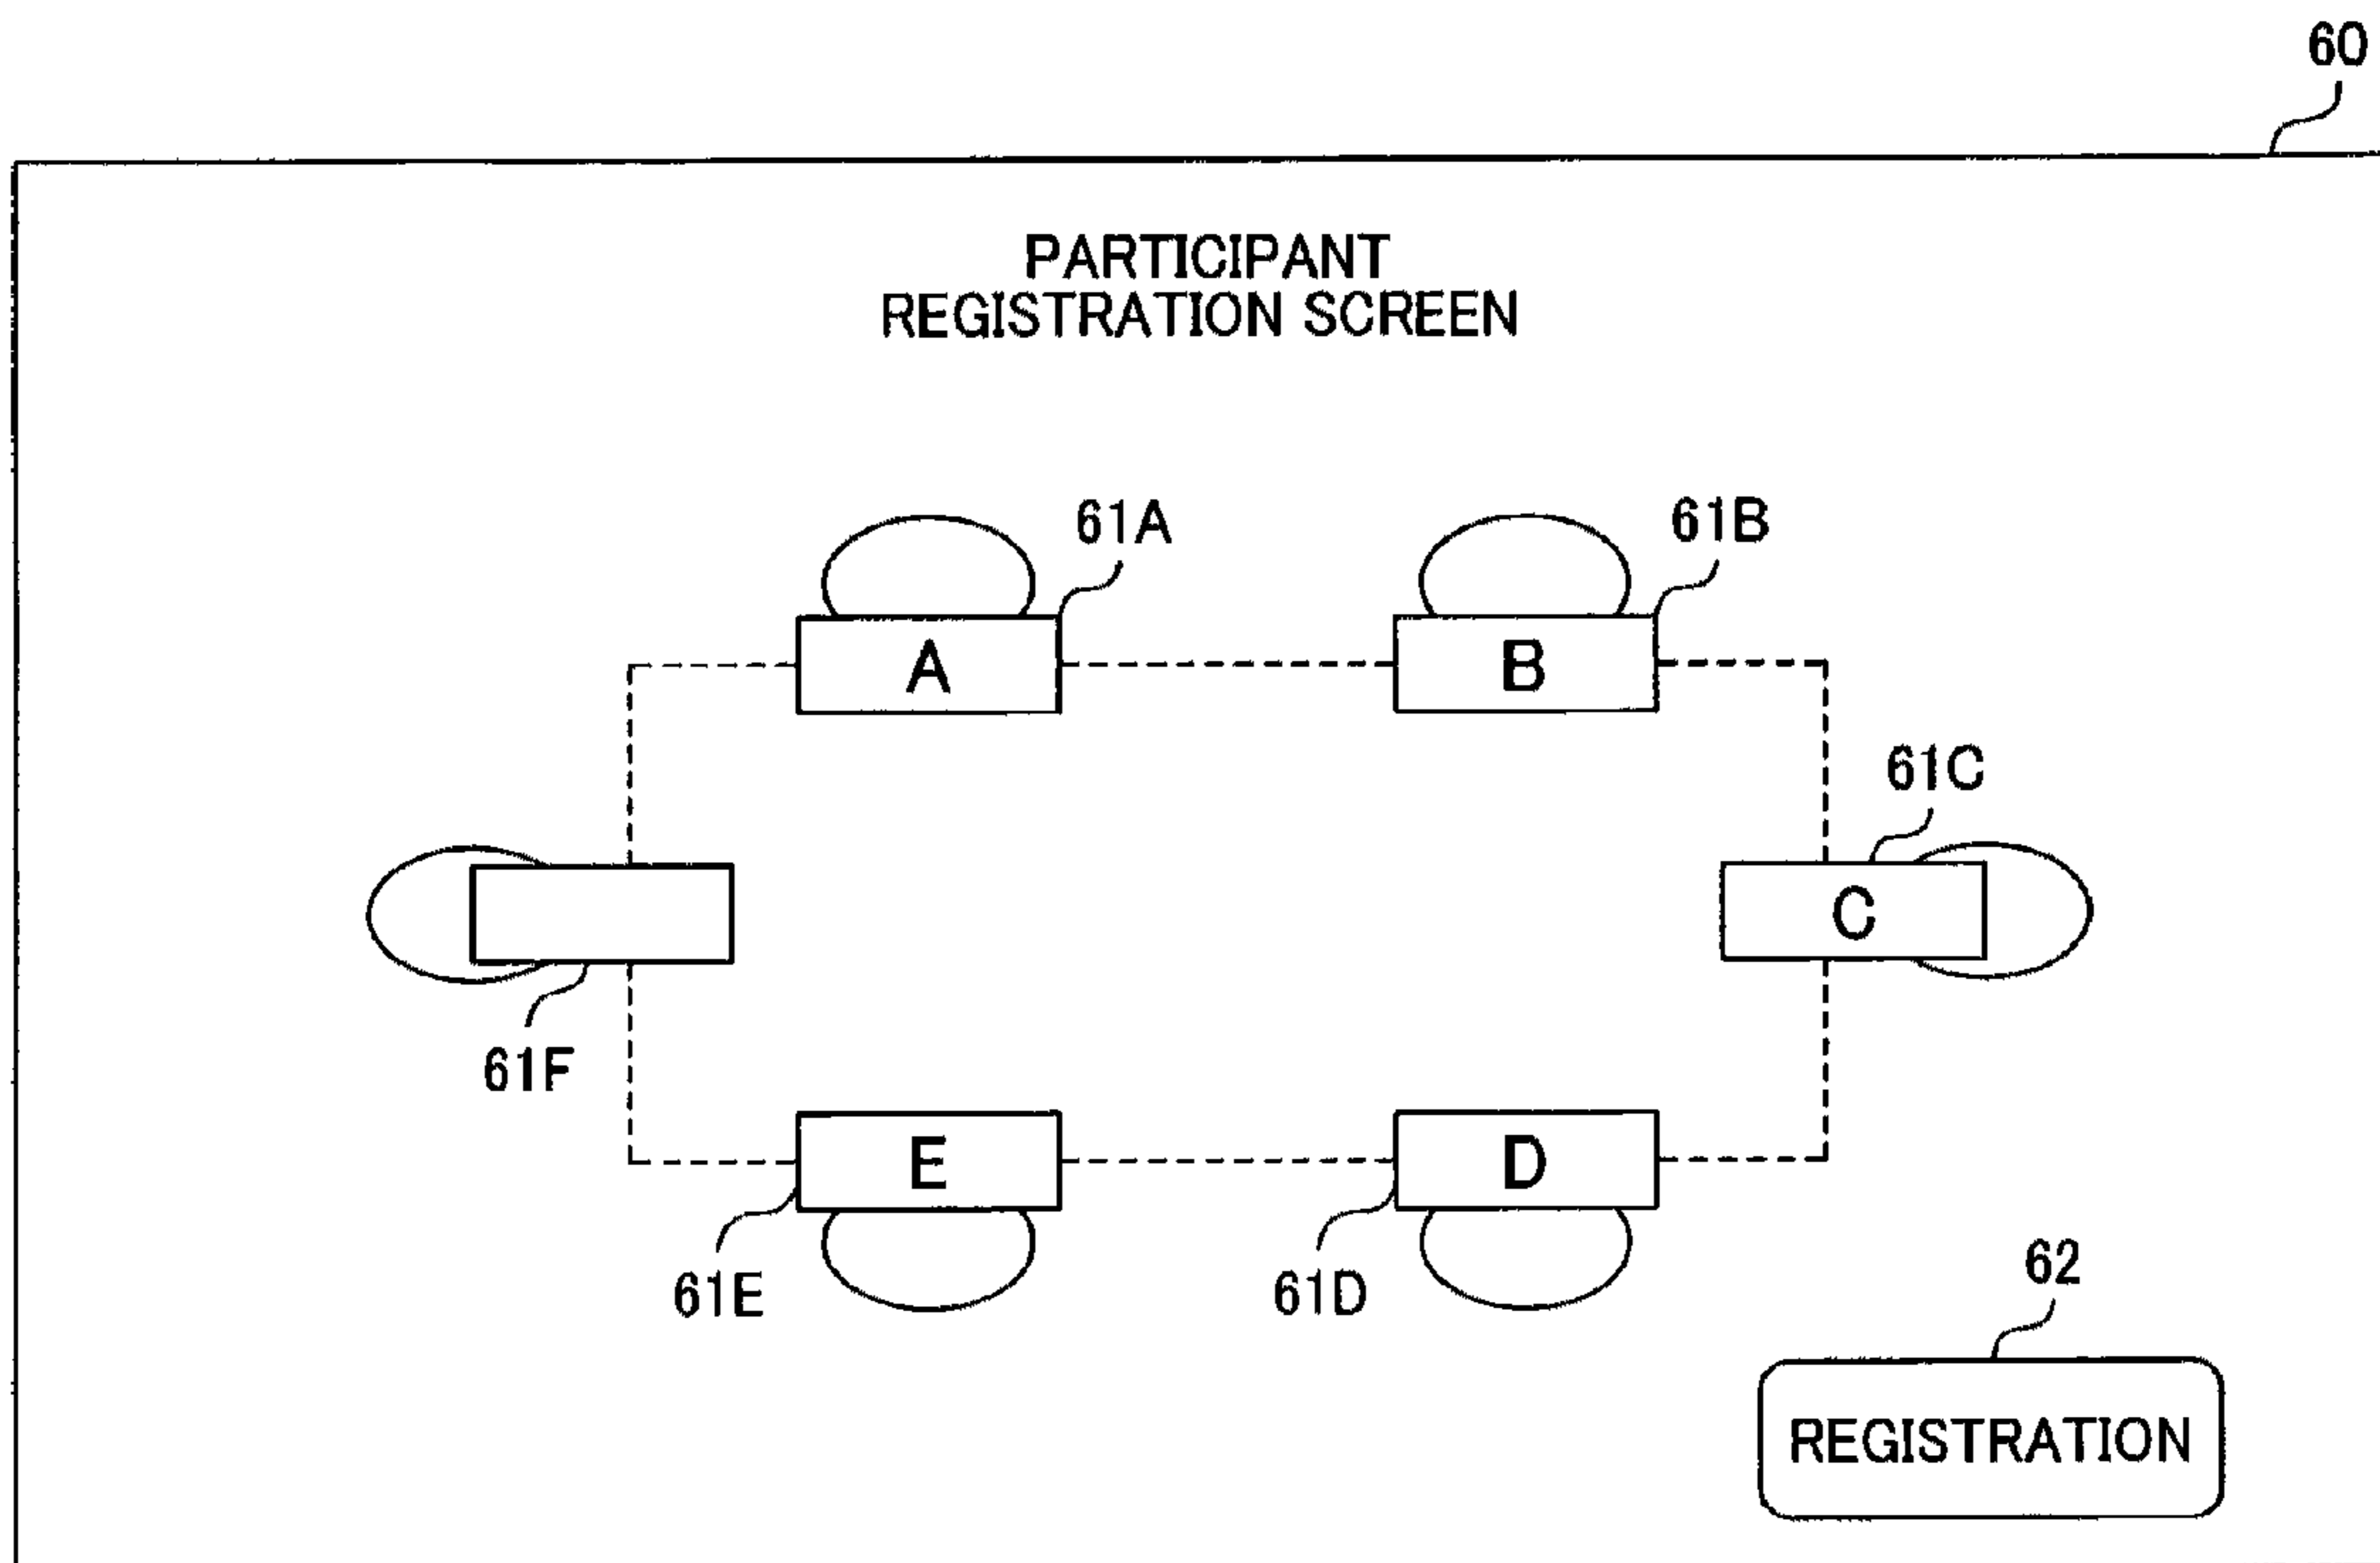 60
PARTICIPANT
REGISTRATION SCREEN
61A
61B
A
B
61C
C
61F
E
D
61E
61D
62
REGISTRATION